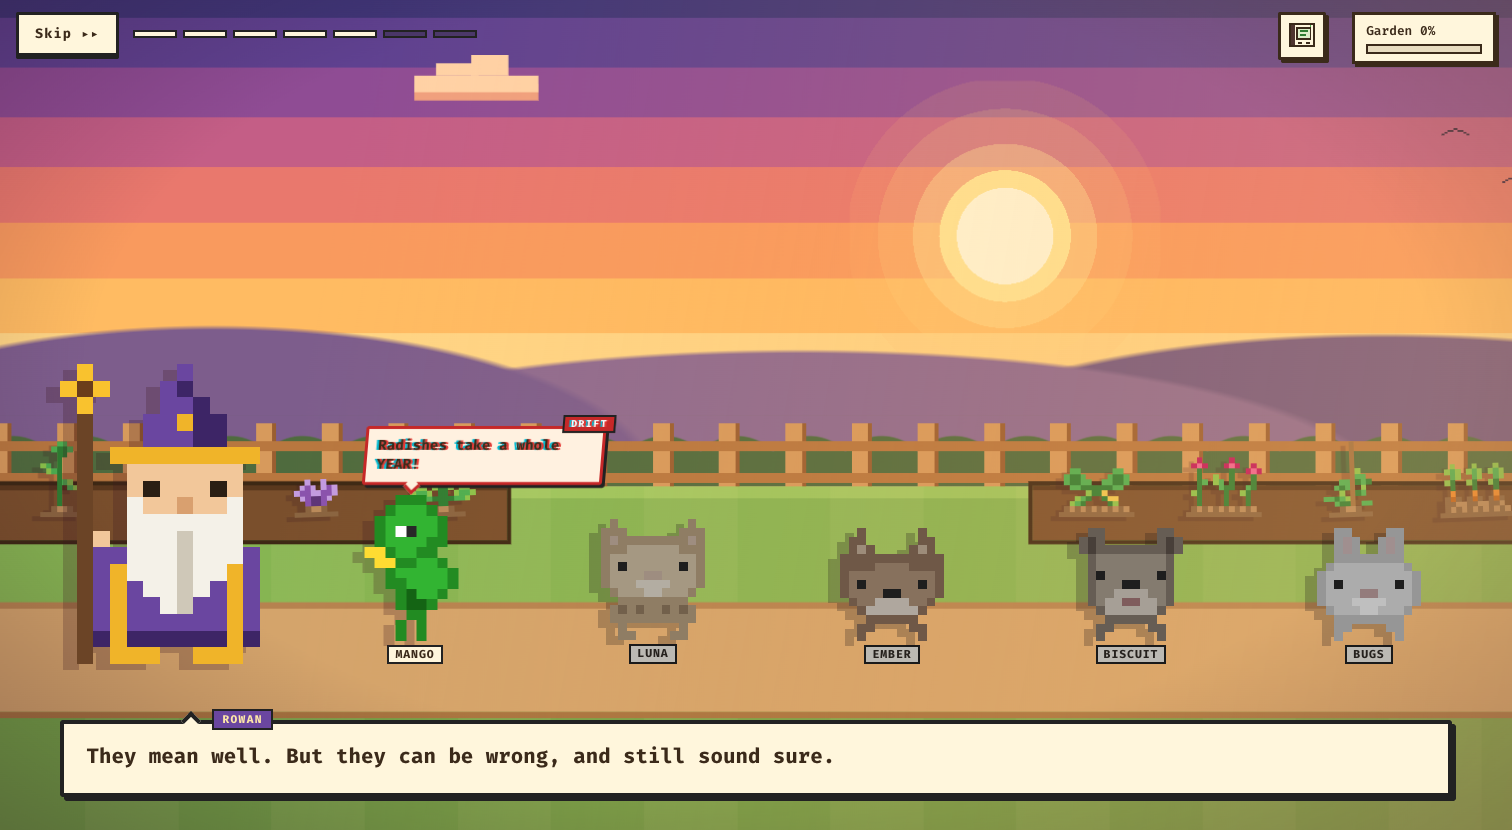 Skip ▸▸
Garden 0%
DRIFT
Radishes take a whole
YEAR!
MANGO
LUNA
EMBER
BISCUIT
BUGS
ROWAN
They mean well. But they can be wrong, and still sound sure.